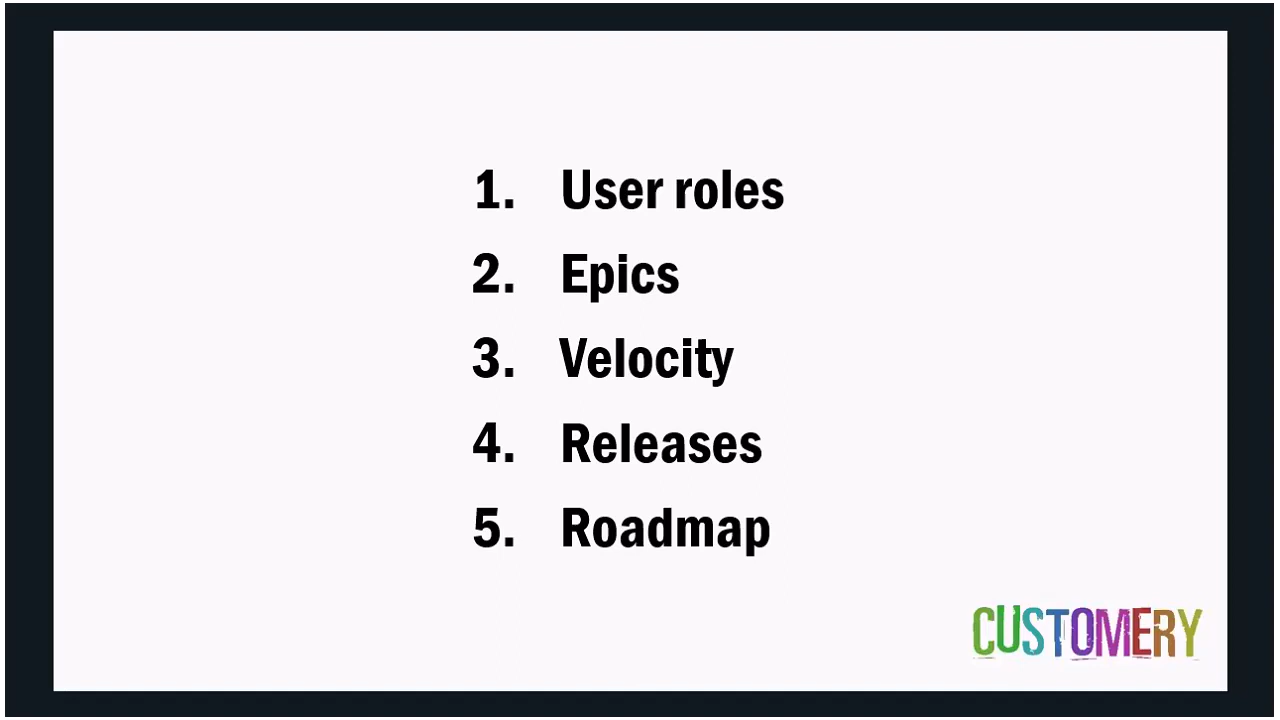 1. User roles
2. Epics
3. Velocity
4. Releases
5. Roadmap
CUSTOMERY